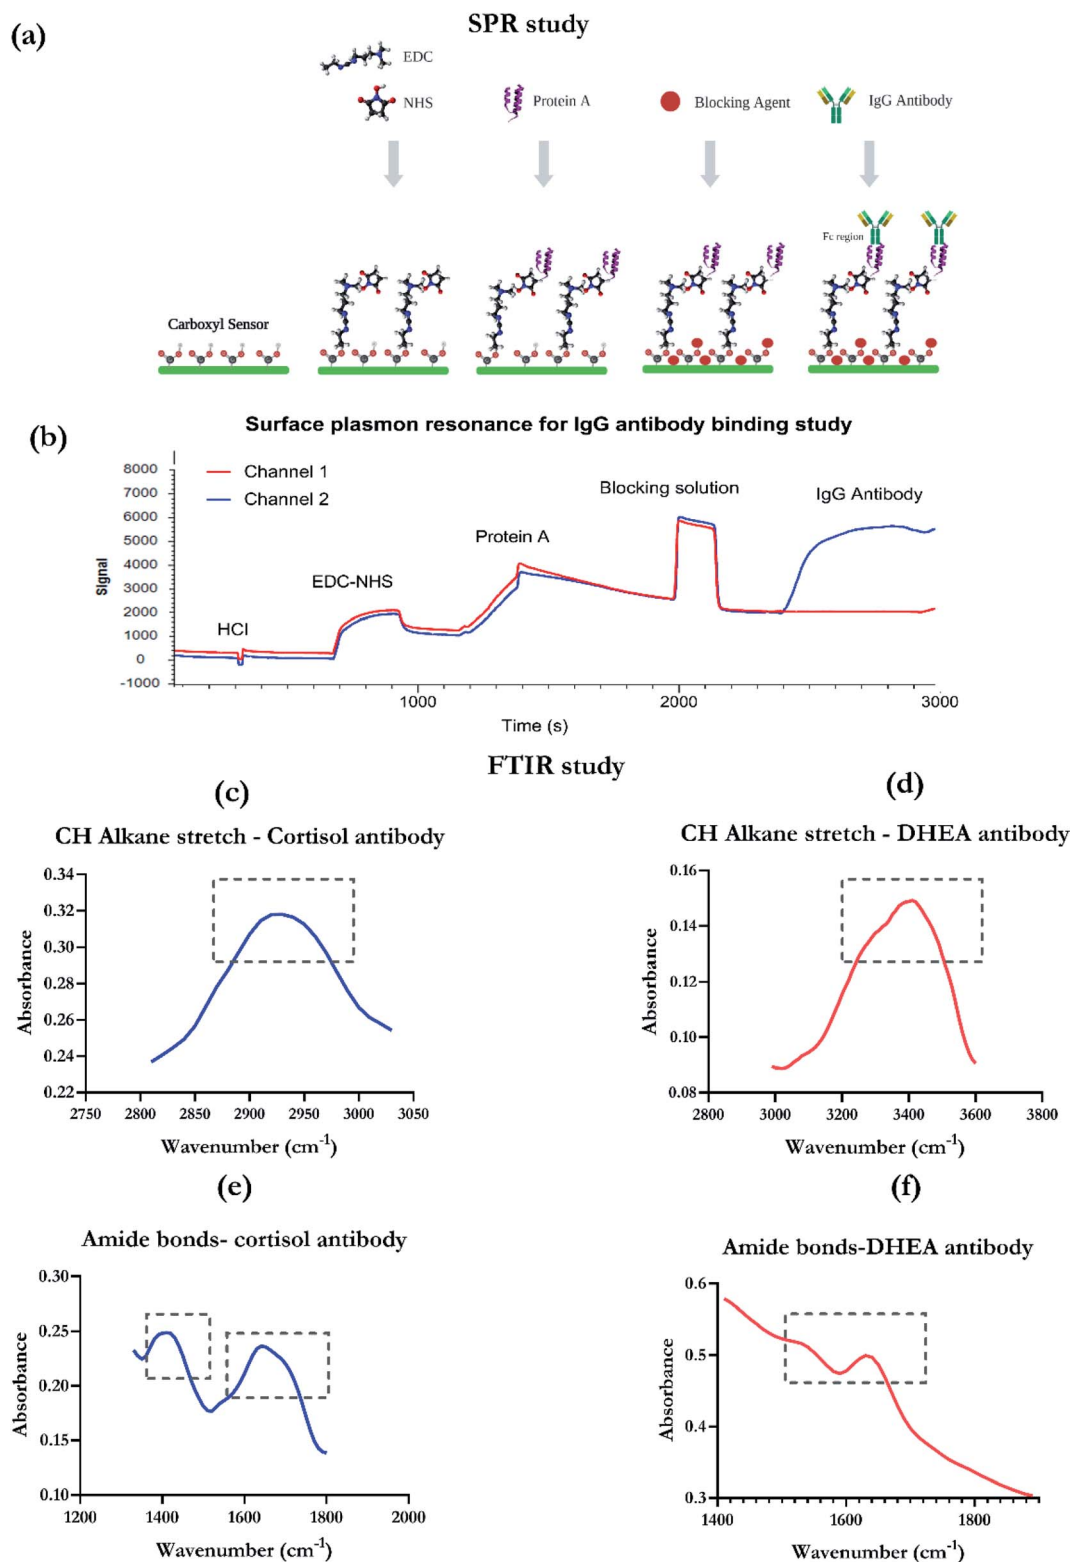 SPR study
(a)
EDC
NHS
Protein A
Blocking Agent
IgG Antibody
Fc region
Carboxyl Sensor
(b)
Surface plasmon resonance for IgG antibody binding study
8000
7000
6000
5000
4000
3000
2000
1000
0
-1000
Signal
Channel 1
Channel 2
HCl
EDC-NHS
Protein A
Blocking solution
IgG Antibody
1000
2000
3000
Time (s)
FTIR study
(c)
CH Alkane stretch - Cortisol antibody
0.34
0.32
0.30
0.28
0.26
0.24
0.22
Absorbance
2750
2800
2850
2900
2950
3000
3050
Wavenumber (cm⁻¹)
(d)
CH Alkane stretch - DHEA antibody
0.16
0.14
0.12
0.10
0.08
Absorbance
2800
3000
3200
3400
3600
3800
Wavenumber (cm⁻¹)
(e)
Amide bonds- cortisol antibody
0.30
0.25
0.20
0.15
0.10
Absorbance
1200
1400
1600
1800
2000
Wavenumber (cm⁻¹)
(f)
Amide bonds-DHEA antibody
0.6
0.5
0.4
0.3
Absorbance
1400
1600
1800
Wavenumber (cm⁻¹)